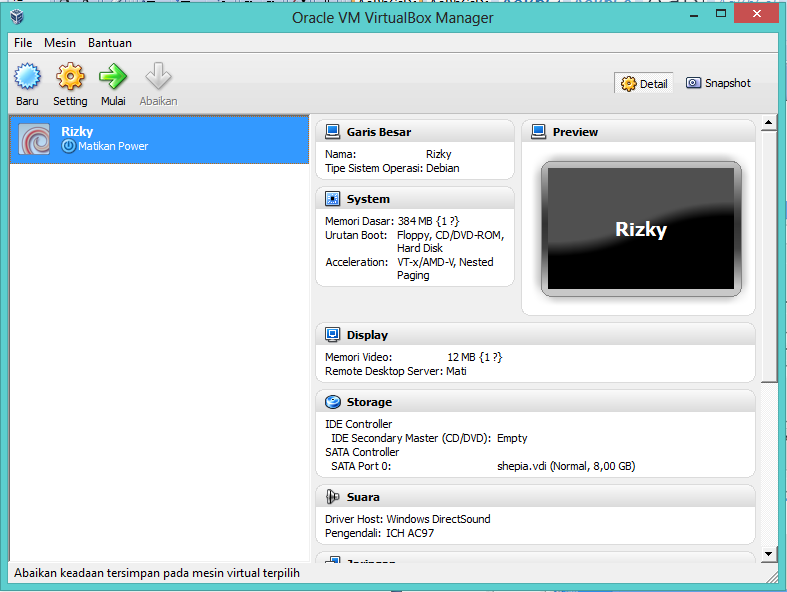 Oracle VM VirtualBox Manager
File Mesin Bantuan
Baru Setting Mulai Abaikan
Detail Snapshot
Rizky
Matikan Power
Garis Besar
Nama: Rizky
Tipe Sistem Operasi: Debian
System
Memori Dasar: 384 MB {1 ?}
Urutan Boot: Floppy, CD/DVD-ROM,
Hard Disk
Acceleration: VT-x/AMD-V, Nested
Paging
Preview
Rizky
Display
Memori Video: 12 MB {1 ?}
Remote Desktop Server: Mati
Storage
IDE Controller
IDE Secondary Master (CD/DVD): Empty
SATA Controller
SATA Port 0: shepia.vdi (Normal, 8,00 GB)
Suara
Driver Host: Windows DirectSound
Pengendali: ICH AC97
Jaringan
Abaikan keadaan tersimpan pada mesin virtual terpilih